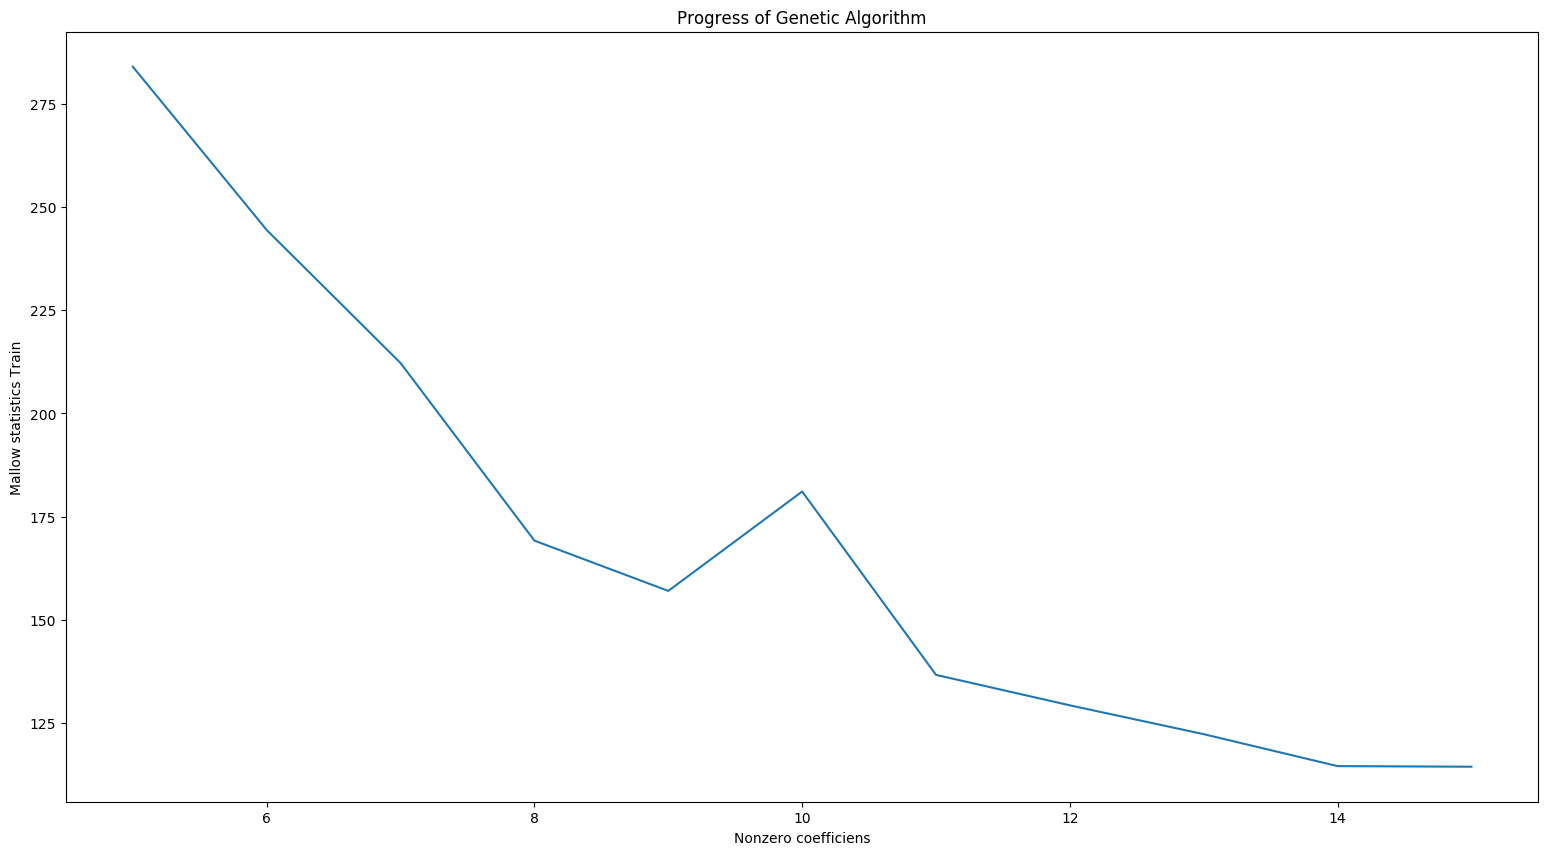 Progress of Genetic Algorithm
275
250
225
200
175
150
125
Mallow statistics Train
6 8 10 12 14
Nonzero coefficiens